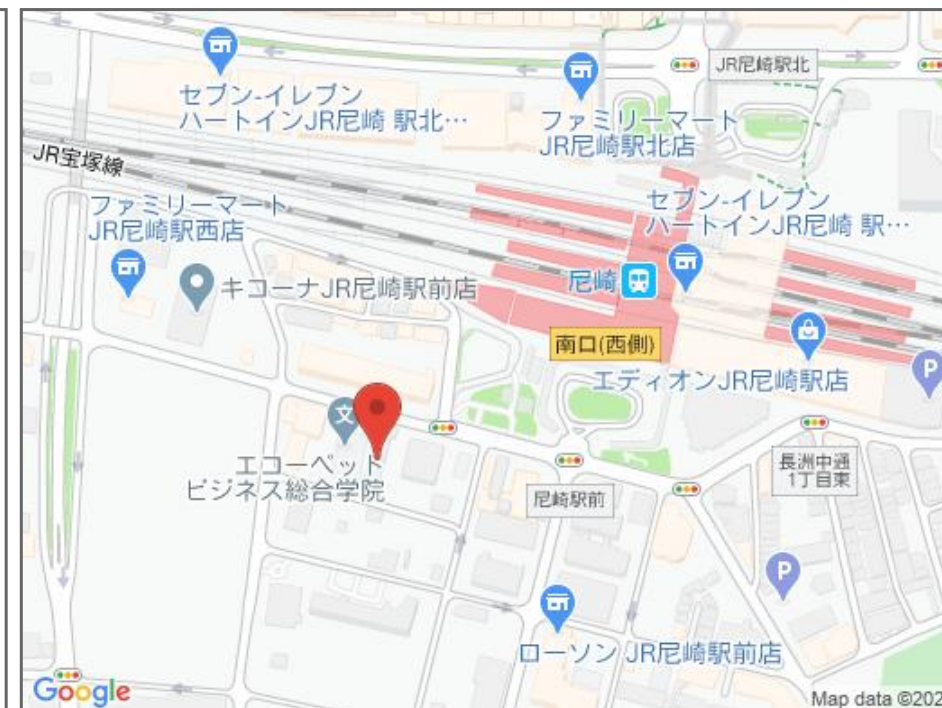 セブン-イレブン
ハートインJR尼崎 駅北…
ファミリーマート
JR尼崎駅北店
JR尼崎駅北
JR宝塚線
ファミリーマート
JR尼崎駅西店
セブン-イレブン
ハートインJR尼崎 駅…
キコーナJR尼崎駅前店
尼崎
南口(西側)
エディオンJR尼崎駅店
P
文
エコーペット
ビジネス総合学院
長洲中通
1丁目東
尼崎駅前
P
ローソン JR尼崎駅前店
Google
Map data ©202